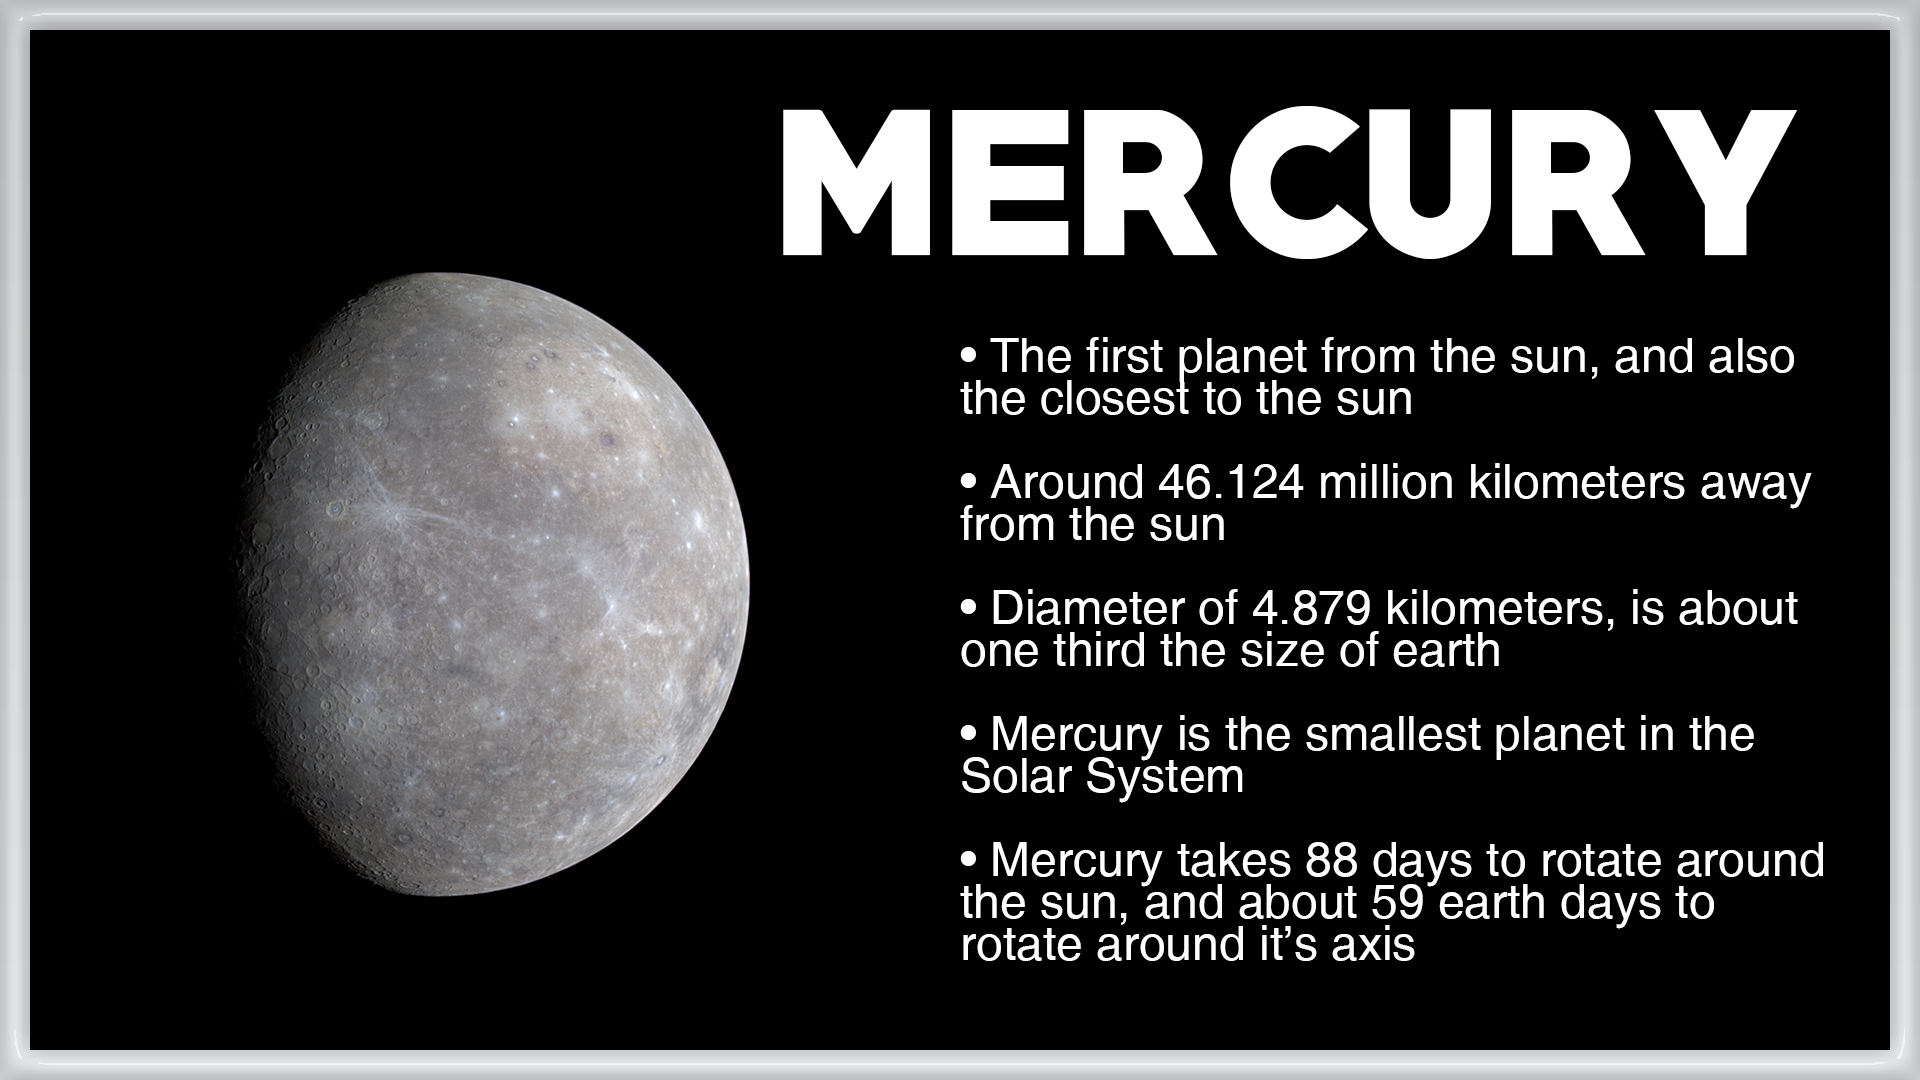 MERCURY
• The first planet from the sun, and also
the closest to the sun
• Around 46.124 million kilometers away
from the sun
• Diameter of 4.879 kilometers, is about
one third the size of earth
• Mercury is the smallest planet in the
Solar System
• Mercury takes 88 days to rotate around
the sun, and about 59 earth days to
rotate around it’s axis